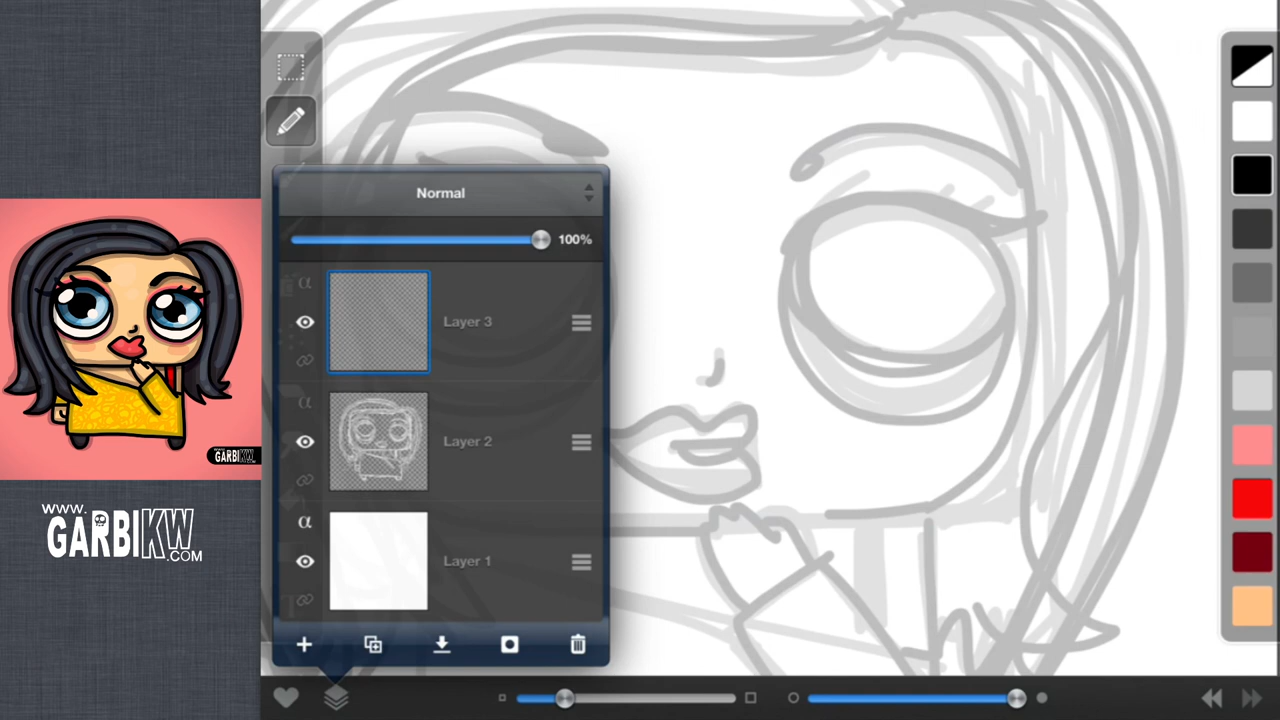 Normal
100%
α
Layer 3
α
Layer 2
α
Layer 1
GARBIKW
WWW.
GARBIKW
.COM